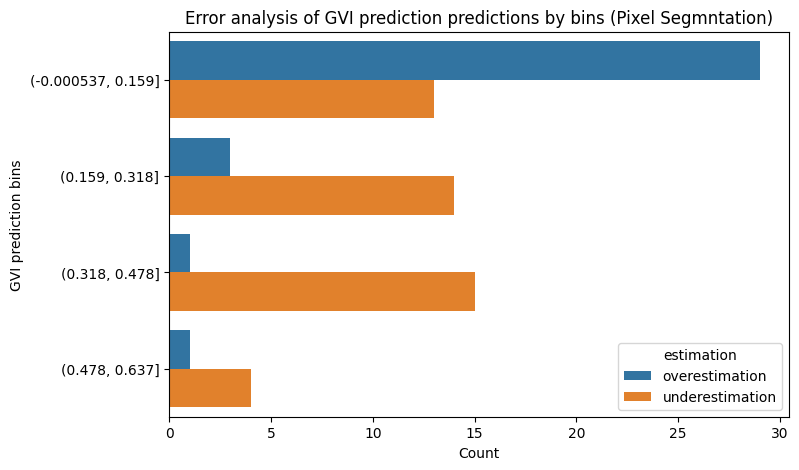 Error analysis of GVI prediction predictions by bins (Pixel Segmntation)
GVI prediction bins
(-0.000537, 0.159]
(0.159, 0.318]
(0.318, 0.478]
(0.478, 0.637]
estimation
overestimation
underestimation
0 5 10 15 20 25 30
Count